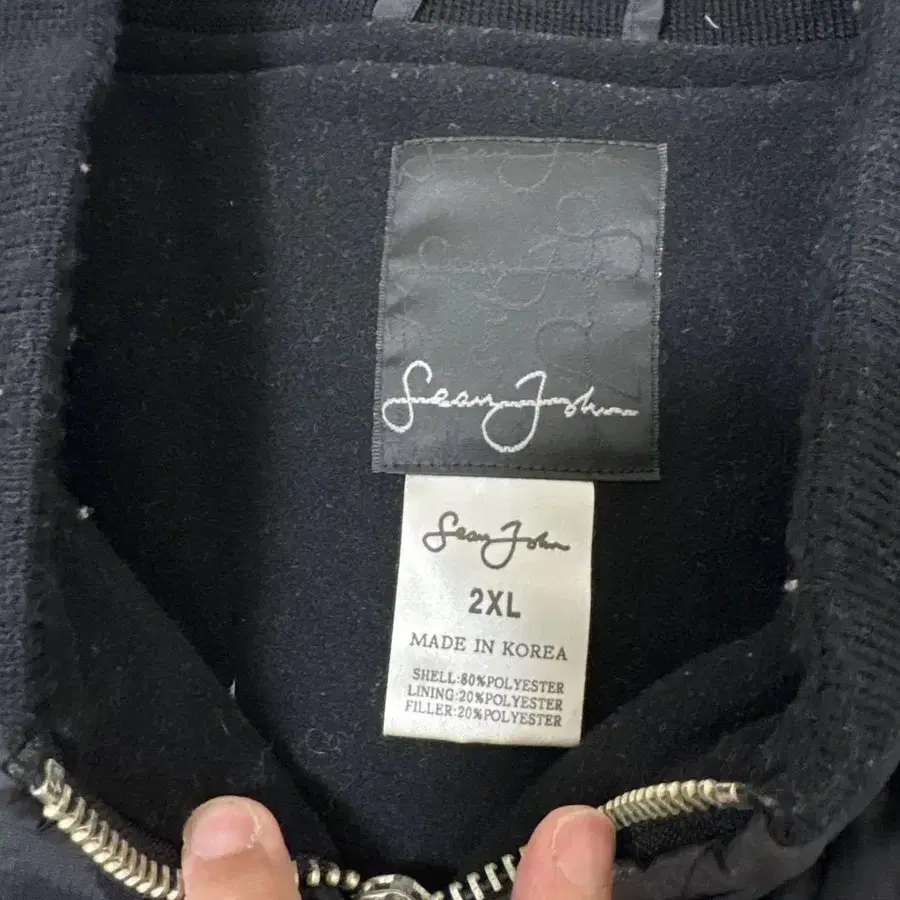 Sean John
Sean John
2XL
MADE IN KOREA
SHELL:80%POLYESTER
LINING:20%POLYESTER
FILLER:20%POLYESTER